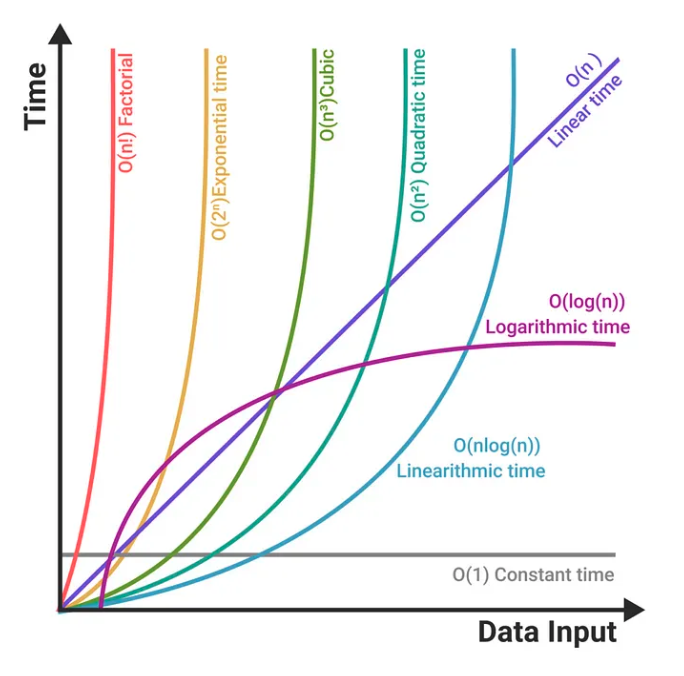 Time
O(n!) Factorial
O(2ⁿ)Exponential time
O(n³)Cubic
O(n²) Quadratic time
O(n )
Linear time
O(log(n))
Logarithmic time
O(nlog(n))
Linearithmic time
O(1) Constant time
Data Input